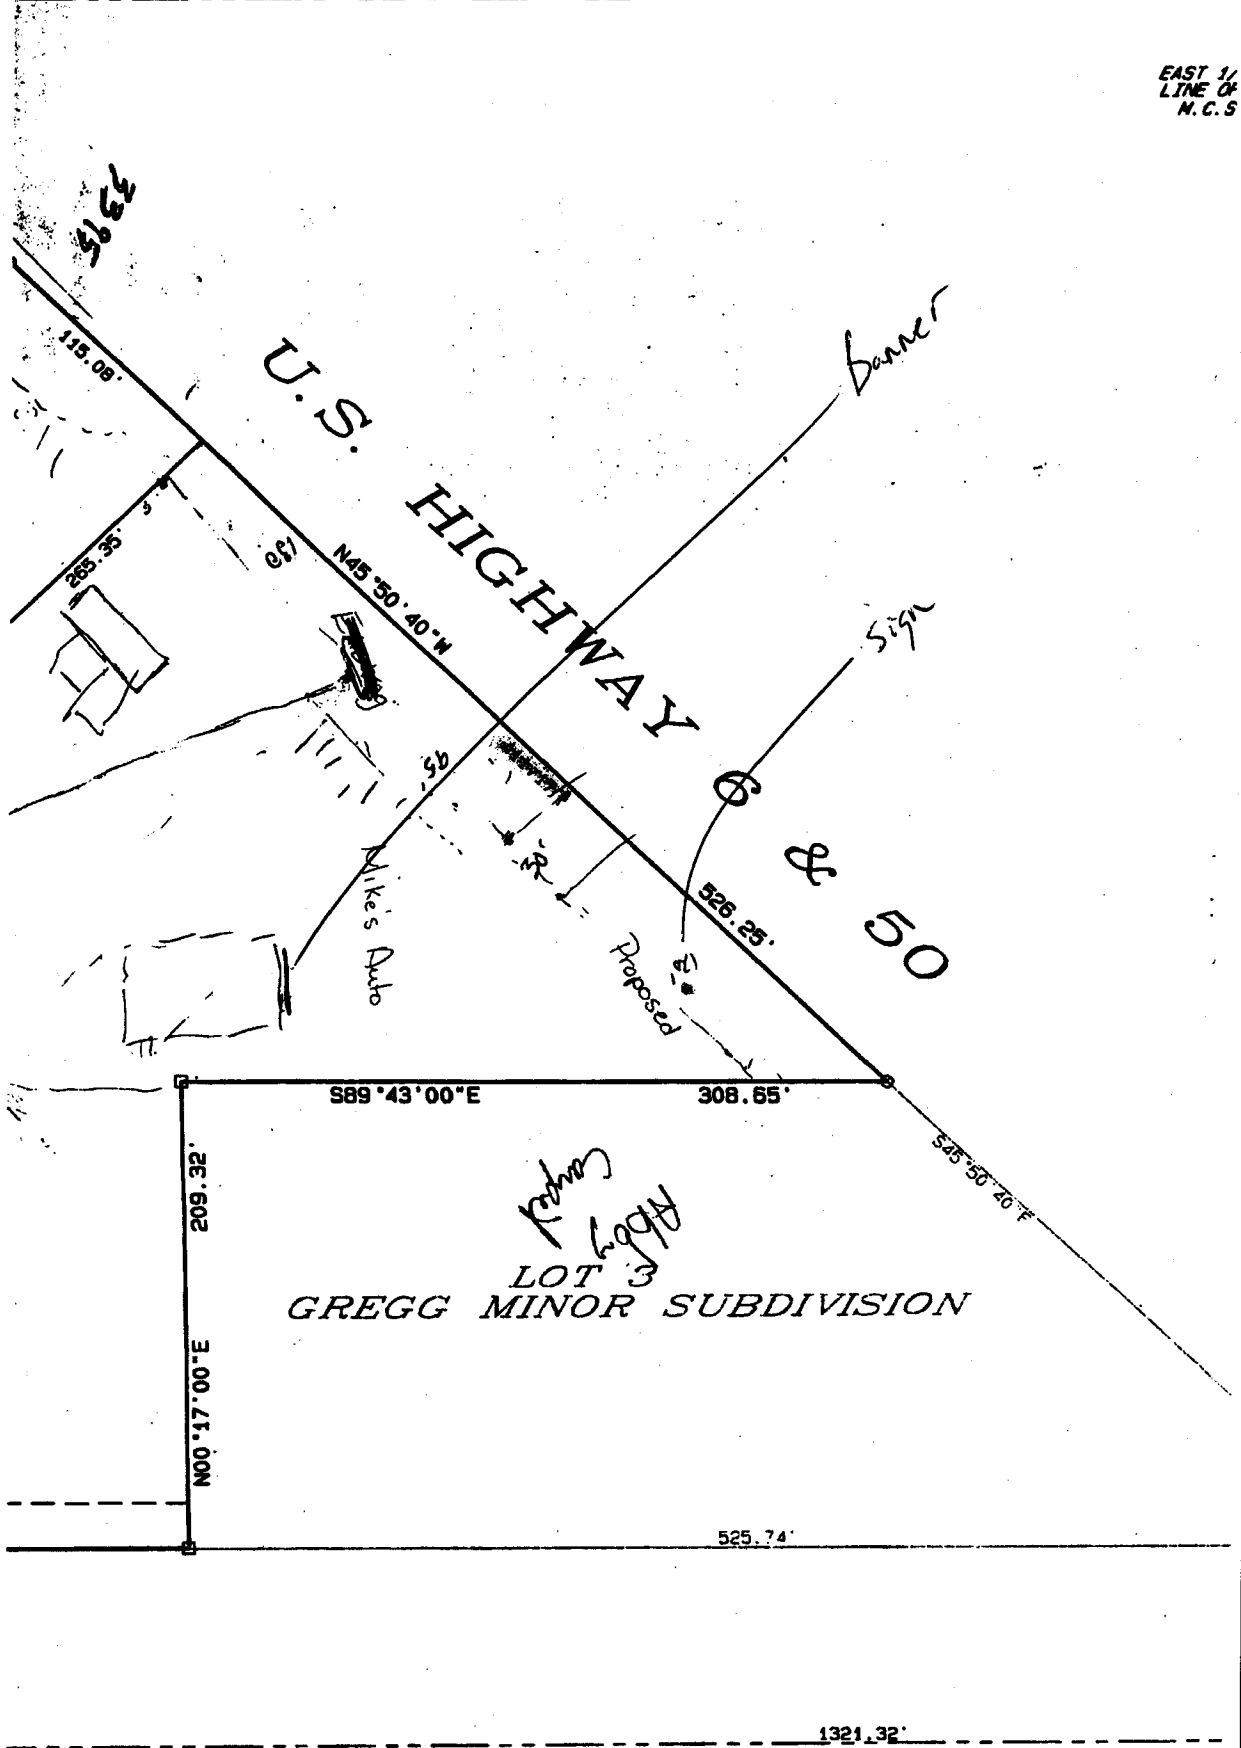 EAST 1/
LINE OF
M.C.S
3395
115.08'
U.S. HIGHWAY 6 & 50
Banner
Sign
265.35'
130'
N45°50'40"W
95'
Mike's Auto
Proposed
526.25'
S89°43'00"E
308.65'
S45°50'40"E
209.32'
N00°17'00"E
Abby
Carpet
LOT 3
GREGG MINOR SUBDIVISION
525.74'
1321.32'